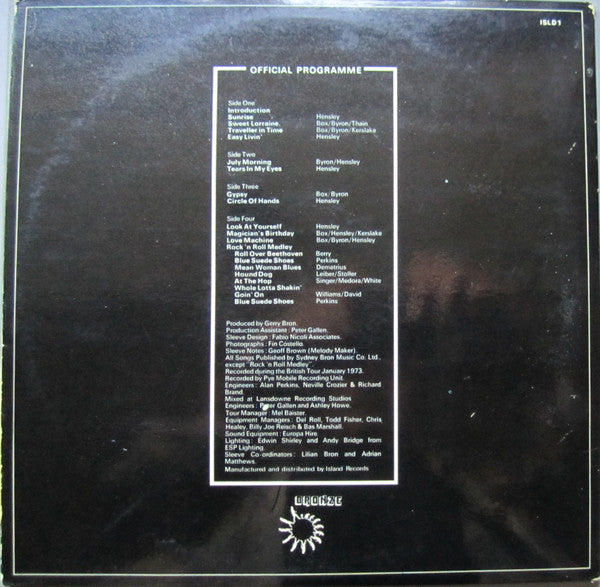 ISLD 1
OFFICIAL PROGRAMME
Side One
Introduction
Sunrise Hensley
Sweet Lorraine. Box/Byron/Thain
Traveller in Time Box/Byron/Kerslake
Easy Livin' Hensley
Side Two
July Morning Byron/Hensley
Tears In My Eyes Hensley
Side Three
Gypsy Box/Byron
Circle Of Hands Hensley
Side Four
Look At Yourself Hensley
Magician's Birthday Box/Hensley/Kerslake
Love Machine Box/Byron/Hensley
Rock 'n Roll Medley
Roll Over Beethoven Berry
Blue Suede Shoes Perkins
Mean Woman Blues Demetrius
Hound Dog Leiber/Stoller
At The Hop Singer/Medora/White
Whole Lotta Shakin'
Goin' On Williams/David
Blue Suede Shoes Perkins
Produced by Gerry Bron.
Production Assistant : Peter Gallen.
Sleeve Design : Fabio Nicoli Associates.
Photographs : Fin Costello.
Sleeve Notes : Geoff Brown (Melody Maker).
All Songs Published by Sydney Bron Music Co. Ltd.,
except "Rock 'n Roll Medley"
Recorded during the British Tour January 1973.
Recorded by Pye Mobile Recording Unit.
Engineers : Alan Perkins, Neville Crozier & Richard
Brand.
Mixed at Lansdowne Recording Studios
Engineers : Peter Gallen and Ashley Howe.
Tour Manager : Mel Baister.
Equipment Managers : Del Roll, Todd Fisher, Chris
Healey, Billy Joe Reisch & Bas Marshall.
Sound Equipment : Europa Hire.
Lighting : Edwin Shirley and Andy Bridge from
ESP Lighting.
Sleeve Co-ordinators : Lilian Bron and Adrian
Matthews.
Manufactured and distributed by Island Records
BRONZE